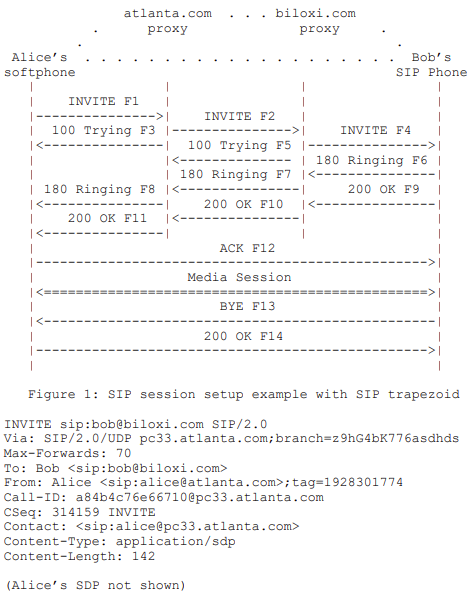 atlanta.com  . . . biloxi.com
           .      proxy              proxy     .
         .                                       .
 Alice’s  . . . . . . . . . . . . . . . . . . . .  Bob’s
softphone                                        SIP Phone
   |                |                |                |
   |    INVITE F1   |                |                |
   |--------------->|    INVITE F2   |                |
   |  100 Trying F3 |--------------->|    INVITE F4   |
   |<---------------|  100 Trying F5 |--------------->|
   |                |<-------------- | 180 Ringing F6 |
   |                | 180 Ringing F7 |<---------------|
   | 180 Ringing F8 |<---------------|     200 OK F9  |
   |<---------------|    200 OK F10  |<---------------|
   |    200 OK F11  |<---------------|                |
   |<---------------|                |                |
   |                       ACK F12                    |
   |------------------------------------------------->|
   |                   Media Session                  |
   |<================================================>|
   |                       BYE F13                    |
   |<-------------------------------------------------|
   |                     200 OK F14                   |
   |------------------------------------------------->|
   |                                                  |
Figure 1: SIP session setup example with SIP trapezoid
INVITE sip:bob@biloxi.com SIP/2.0
Via: SIP/2.0/UDP pc33.atlanta.com;branch=z9hG4bK776asdhds
Max-Forwards: 70
To: Bob <sip:bob@biloxi.com>
From: Alice <sip:alice@atlanta.com>;tag=1928301774
Call-ID: a84b4c76e66710@pc33.atlanta.com
CSeq: 314159 INVITE
Contact: <sip:alice@pc33.atlanta.com>
Content-Type: application/sdp
Content-Length: 142
(Alice’s SDP not shown)